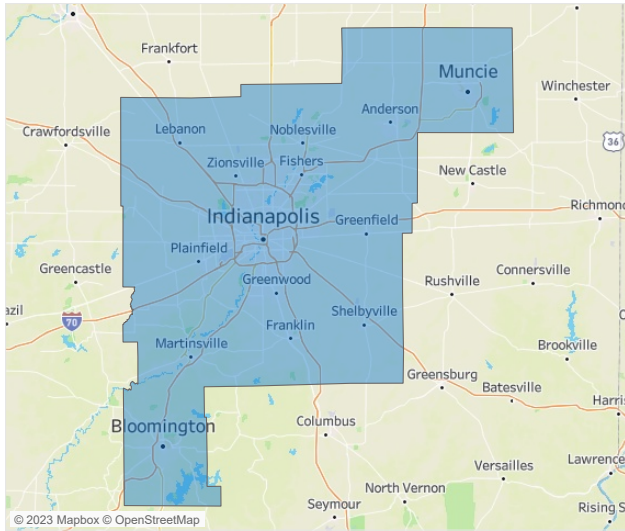 Frankfort
Muncie
Winchester
Anderson
Crawfordsville
Lebanon
Noblesville
36
Zionsville
Fishers
New Castle
Indianapolis
Greenfield
Richmond
Plainfield
Greencastle
Greenwood
Rushville
Connersville
azil
70
Shelbyville
Franklin
Martinsville
Brookville
Greensburg
Batesville
Harris
Bloomington
Columbus
Lawrence
Versailles
North Vernon
Seymour
Rising S
© 2023 Mapbox © OpenStreetMap